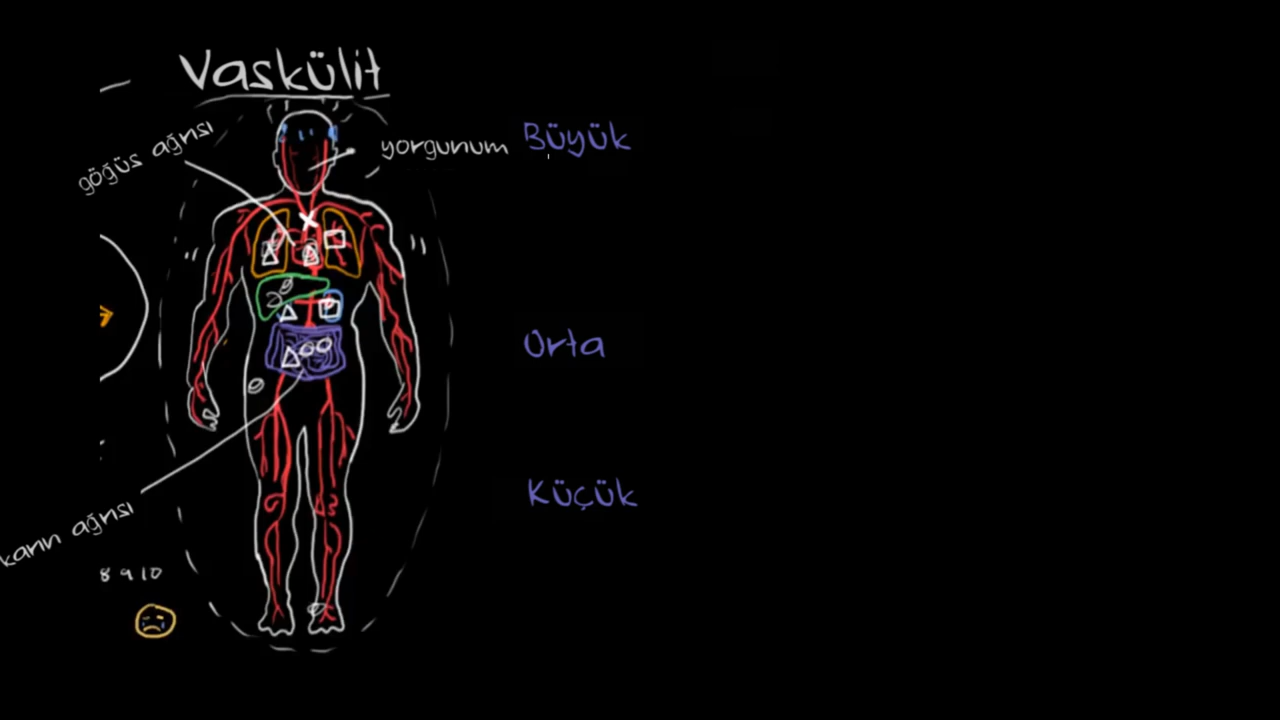 Vaskülit
göğüs ağrısı
yorgunum
Büyük
Orta
Küçük
karın ağrısı
8 9 10